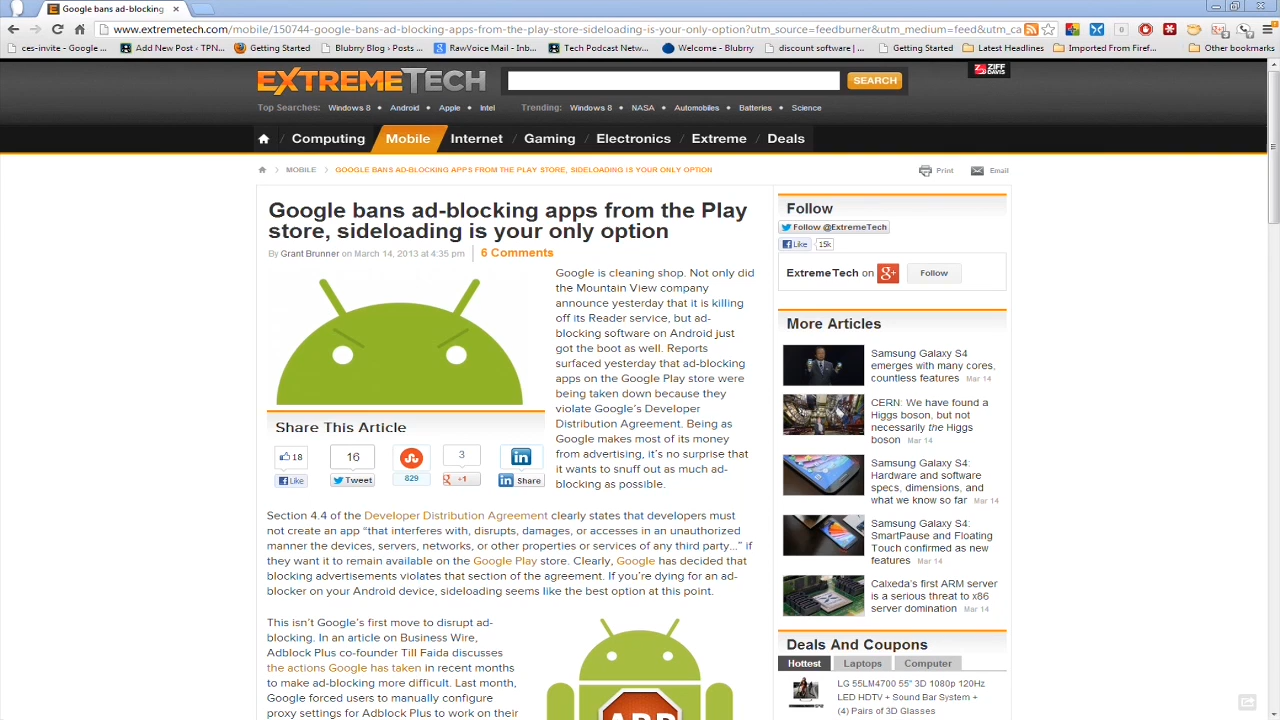 Google bans ad-blocking
www.extremetech.com/mobile/150744-google-bans-ad-blocking-apps-from-the-play-store-sideloading-is-your-only-option?utm_source=feedburner&utm_medium=feed&utm_ca
ces-invite - Google ... Add New Post ‹ TPN... Getting Started Blubrry Blog › Posts... RawVoice Mail - Inb... Tech Podcast Netw... Welcome - Blubrry discount software | ... Getting Started Latest Headlines Imported From Firef... Other bookmarks
EXTREMETECH SEARCH ZIFF DAVIS
Top Searches: Windows 8 • Android • Apple • Intel Trending: Windows 8 • NASA • Automobiles • Batteries • Science
Computing / Mobile Internet / Gaming / Electronics / Extreme / Deals
MOBILE GOOGLE BANS AD-BLOCKING APPS FROM THE PLAY STORE, SIDELOADING IS YOUR ONLY OPTION Print Email
Google bans ad-blocking apps from the Play
store, sideloading is your only option
By Grant Brunner on March 14, 2013 at 4:35 pm 6 Comments
Google is cleaning shop. Not only did
the Mountain View company
announce yesterday that it is killing
off its Reader service, but ad-
blocking software on Android just
got the boot as well. Reports
surfaced yesterday that ad-blocking
apps on the Google Play store were
being taken down because they
violate Google's Developer
Distribution Agreement. Being as
Google makes most of its money
from advertising, it's no surprise that
it wants to snuff out as much ad-
blocking as possible.
Share This Article
18 16 3
Like Tweet 829 +1 Share
Section 4.4 of the Developer Distribution Agreement clearly states that developers must
not create an app “that interferes with, disrupts, damages, or accesses in an unauthorized
manner the devices, servers, networks, or other properties or services of any third party...” if
they want it to remain available on the Google Play store. Clearly, Google has decided that
blocking advertisements violates that section of the agreement. If you're dying for an ad-
blocker on your Android device, sideloading seems like the best option at this point.
This isn't Google's first move to disrupt ad-
blocking. In an article on Business Wire,
Adblock Plus co-founder Till Faida discusses
the actions Google has taken in recent months
to make ad-blocking more difficult. Last month,
Google forced users to manually configure
proxy settings for Adblock Plus to work on their
Follow
Follow @ExtremeTech
Like 15k
ExtremeTech on g+ Follow
More Articles
Samsung Galaxy S4
emerges with many cores,
countless features Mar 14
CERN: We have found a
Higgs boson, but not
necessarily the Higgs
boson Mar 14
Samsung Galaxy S4:
Hardware and software
specs, dimensions, and
what we know so far Mar 14
Samsung Galaxy S4:
SmartPause and Floating
Touch confirmed as new
features Mar 14
Calxeda's first ARM server
is a serious threat to x86
server domination Mar 14
Deals And Coupons
Hottest Laptops Computer
LG 55LM4700 55" 3D 1080p 120Hz
LED HDTV + Sound Bar System +
(4) Pairs of 3D Glasses